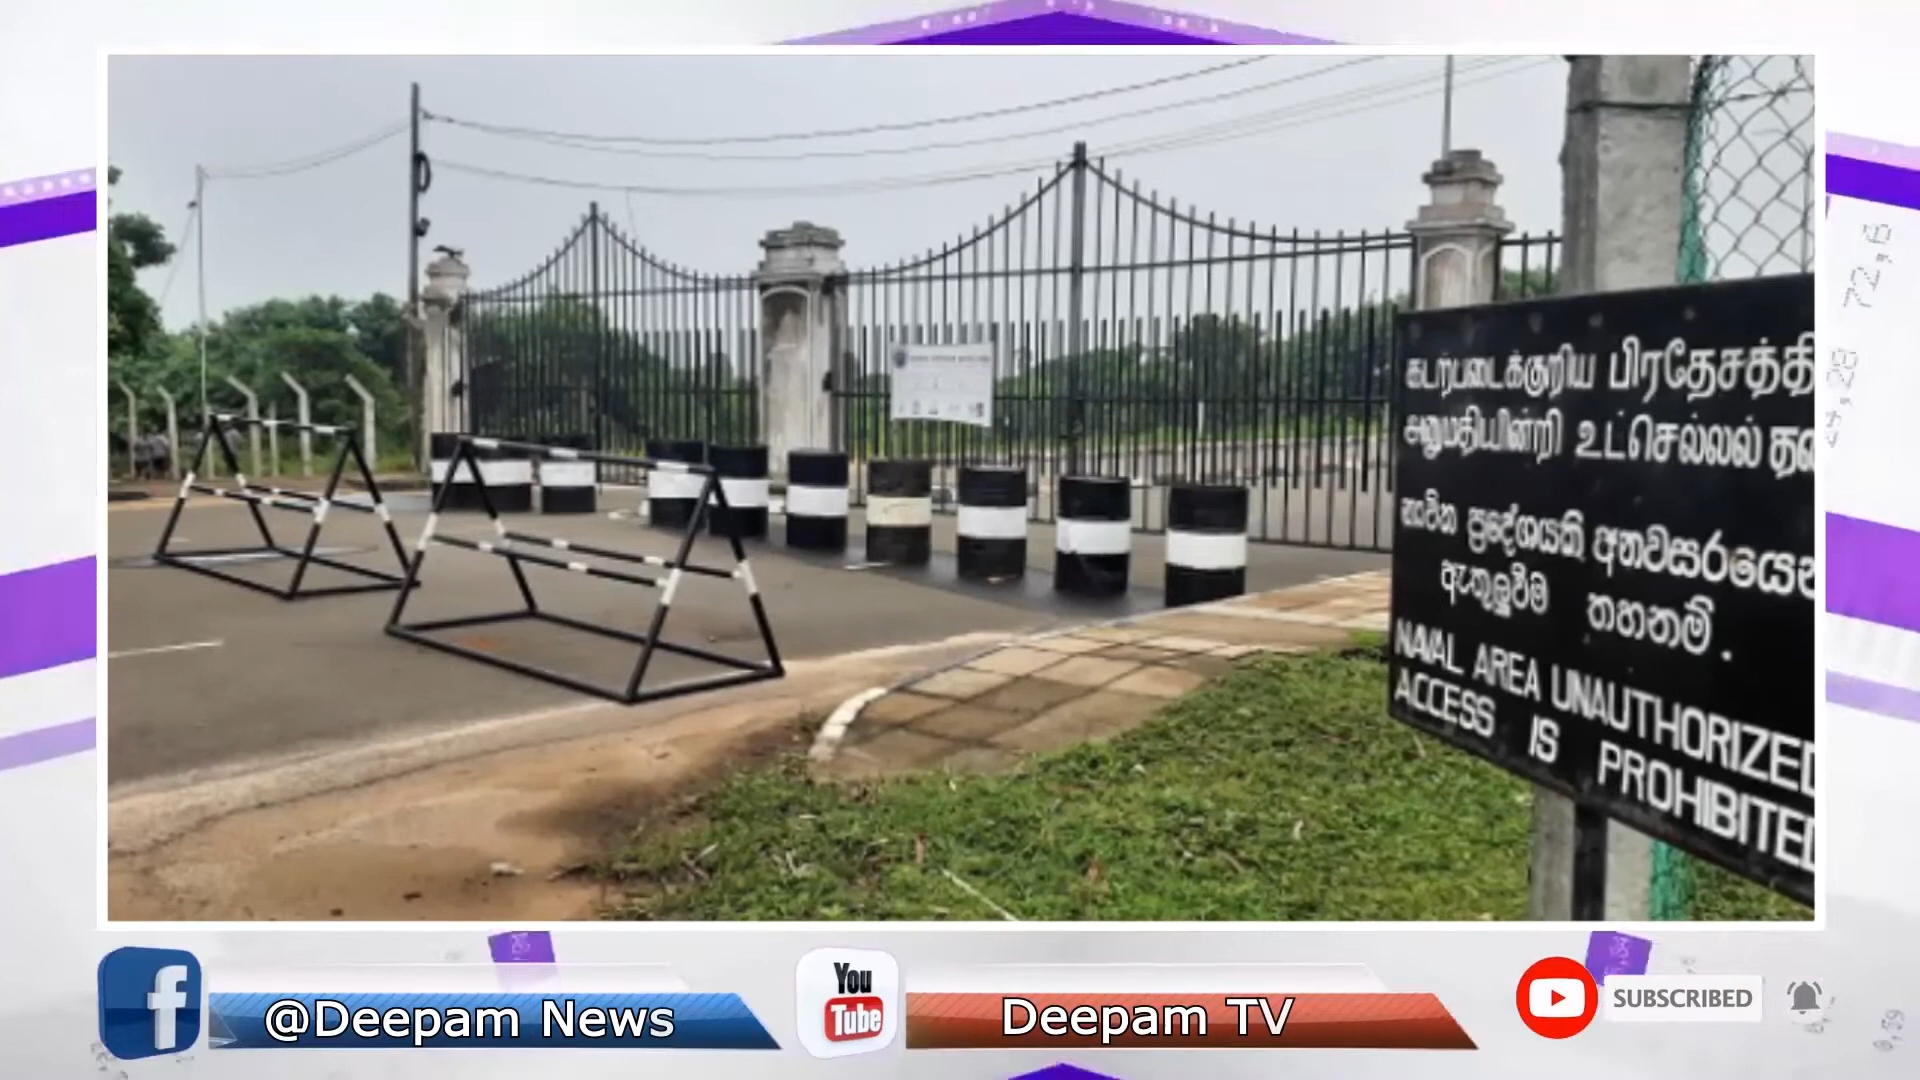 கடற்படைக்குறிய பிரதேசத்தி
அனுமதியின்றி உட்செல்லல் த
නාවික ප්‍රදේශයකි අනවසරයෙන්
ඇතුලුවීම තහනම්.
NAVAL AREA UNAUTHORIZED
ACCESS IS PROHIBITED
@Deepam News
You
Tube
Deepam TV
SUBSCRIBED